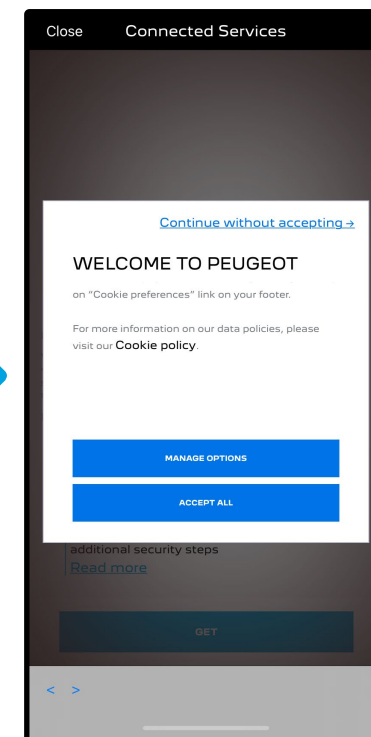 Close Connected Services
Continue without accepting →
WELCOME TO PEUGEOT
on "Cookie preferences" link on your footer.
For more information on our data policies, please
visit our Cookie policy.
MANAGE OPTIONS
ACCEPT ALL
additional security steps
Read more
GET
< >